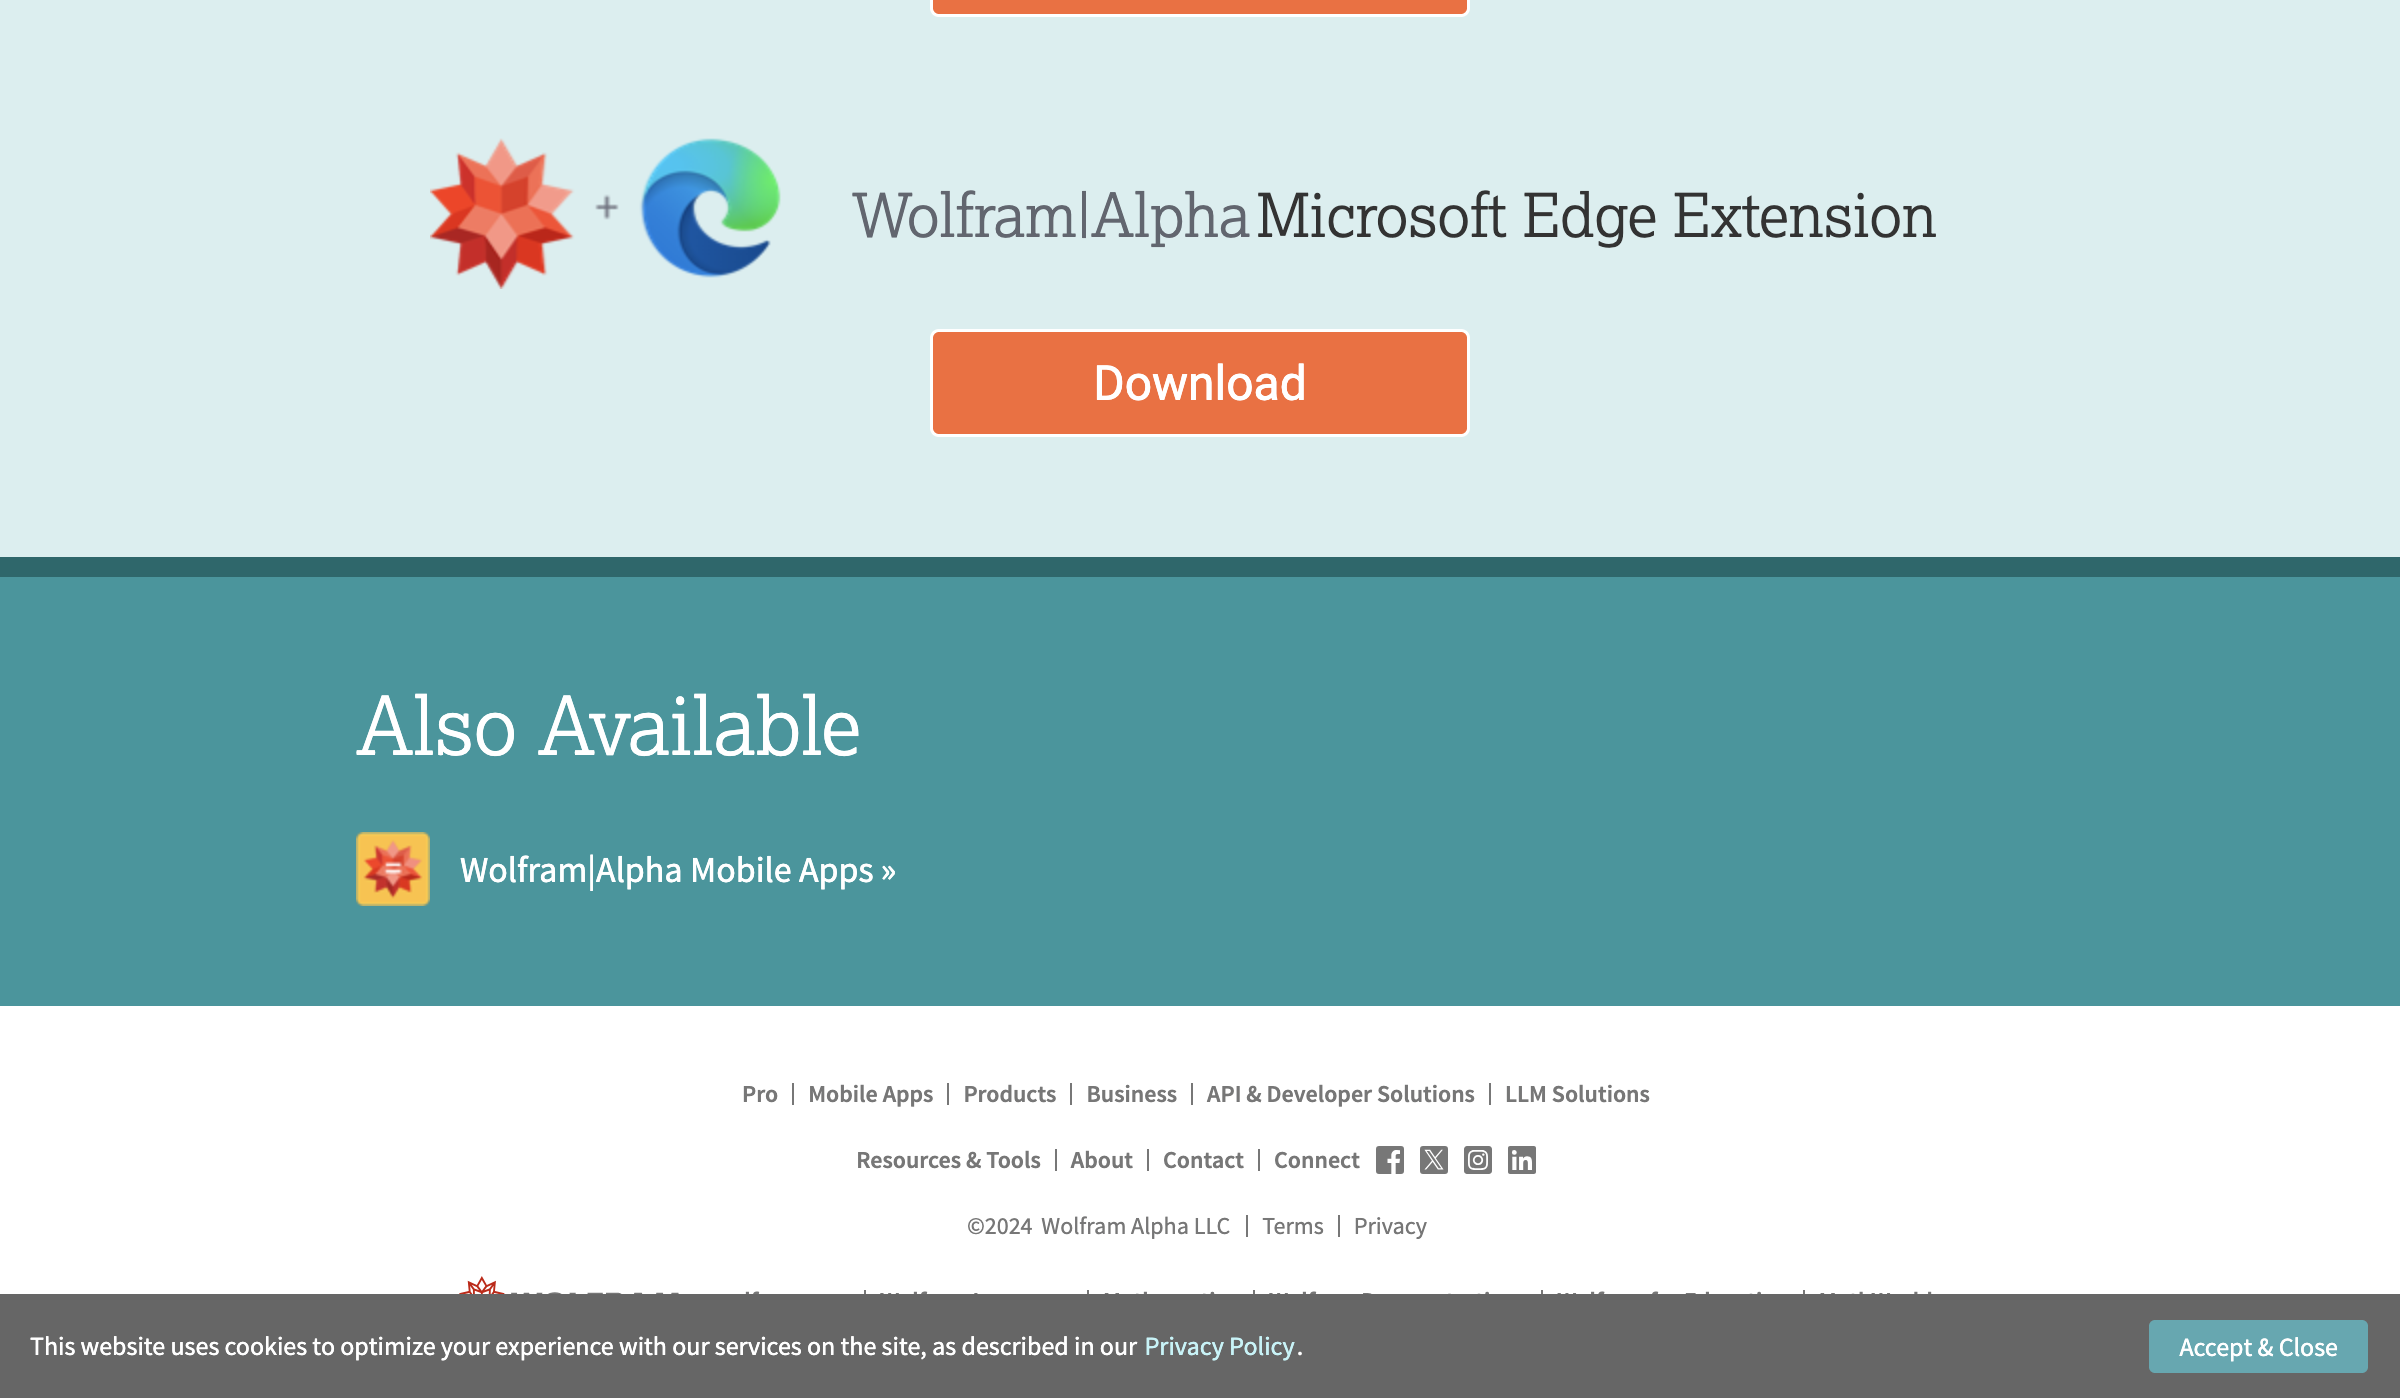 Wolfram|Alpha Microsoft Edge Extension
Download
Also Available
Wolfram|Alpha Mobile Apps »
Pro | Mobile Apps | Products | Business | API & Developer Solutions | LLM Solutions
Resources & Tools | About | Contact | Connect
©2024 Wolfram Alpha LLC | Terms | Privacy
This website uses cookies to optimize your experience with our services on the site, as described in our Privacy Policy.
Accept & Close